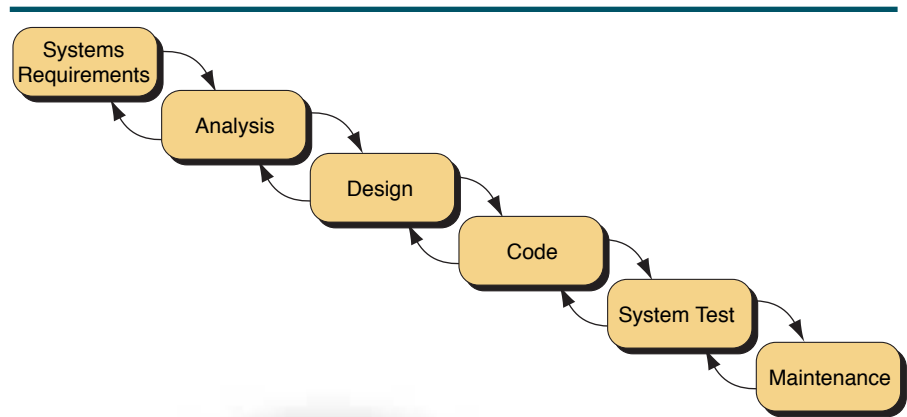 Systems
Requirements
Analysis
Design
Code
System Test
Maintenance